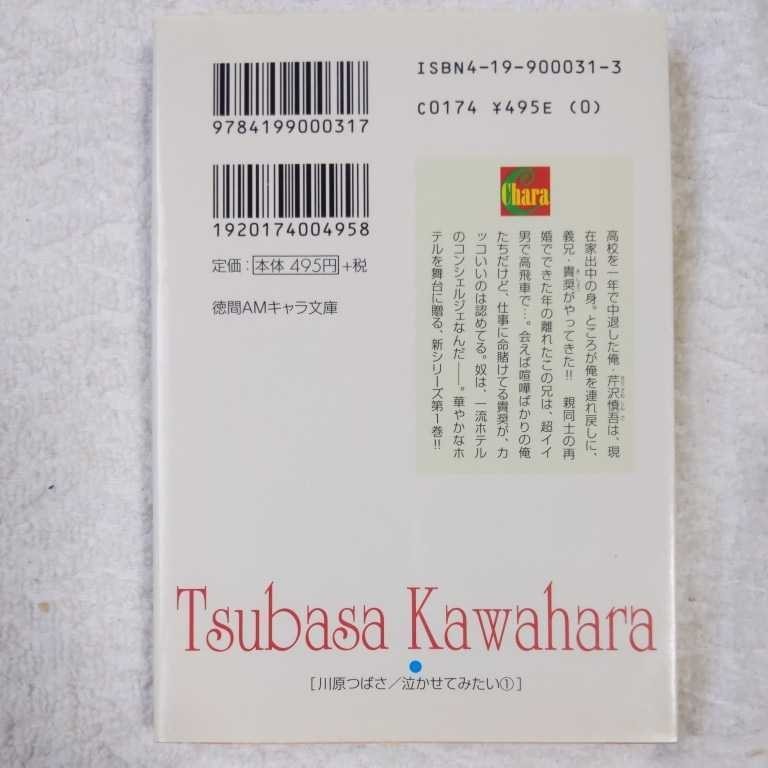 ISBN4-19-900031-3
C0174 ¥495E (0)
9784199000317
1920174004958
定価：本体 495円+税
徳間AMキャラ文庫
Chara
高校を一年で中退した俺・芹沢慎吾は、現
在家出中の身。ところが俺を連れ戻しに、
義兄・貴奨がやってきた!!　親同士の再
婚でできた年の離れたこの兄は、超イイ
男で高飛車で…。会えば喧嘩ばかりの俺
たちだけど、仕事に命賭けてる貴奨が、カ
ッコいいのは認めてる。奴は、一流ホテル
のコンシェルジェなんだ――。華やかなホ
テルを舞台に贈る、新シリーズ第1巻!!
Tsubasa Kawahara
[川原つばさ／泣かせてみたい①]